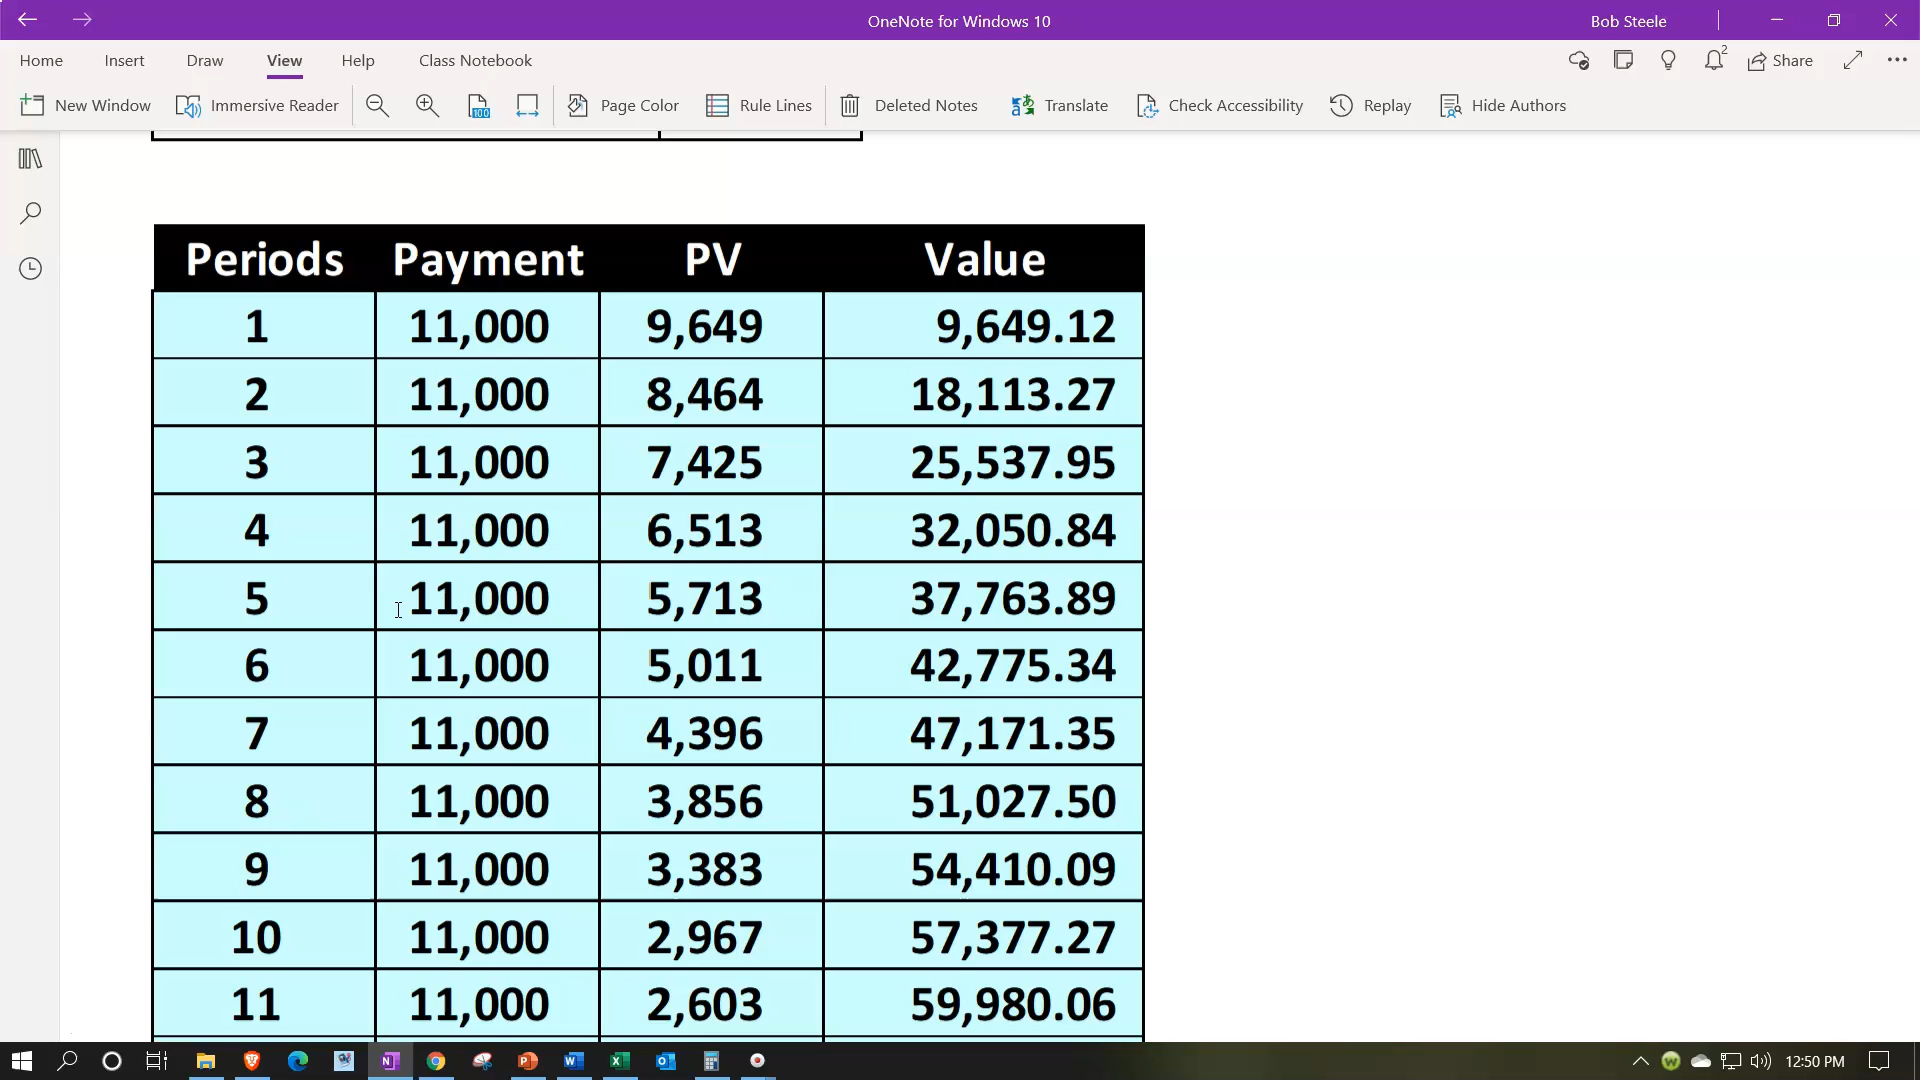 OneNote for Windows 10
Bob Steele
Home Insert Draw View Help Class Notebook
2
Share
New Window Immersive Reader 100 Page Color Rule Lines Deleted Notes Translate Check Accessibility Replay Hide Authors
Periods Payment PV Value
1 11,000 9,649 9,649.12
2 11,000 8,464 18,113.27
3 11,000 7,425 25,537.95
4 11,000 6,513 32,050.84
5 11,000 5,713 37,763.89
6 11,000 5,011 42,775.34
7 11,000 4,396 47,171.35
8 11,000 3,856 51,027.50
9 11,000 3,383 54,410.09
10 11,000 2,967 57,377.27
11 11,000 2,603 59,980.06
12:50 PM